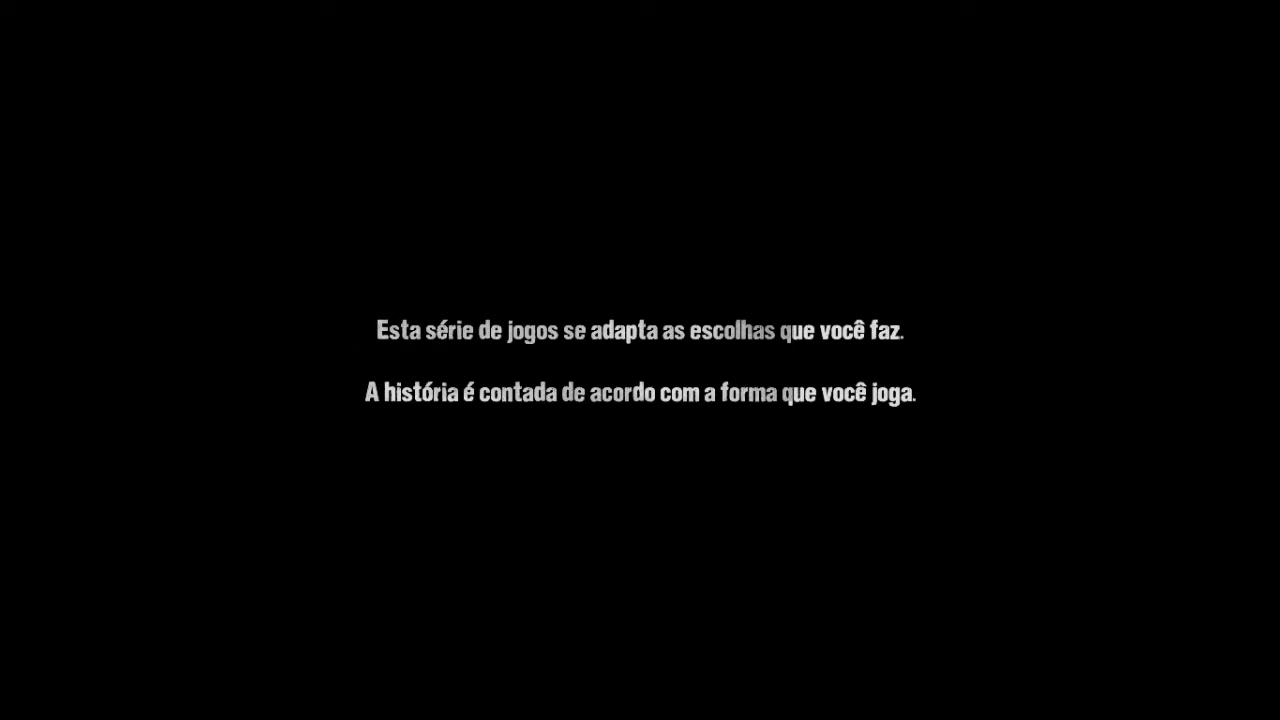 Esta série de jogos se adapta as escolhas que você faz.
A história é contada de acordo com a forma que você joga.